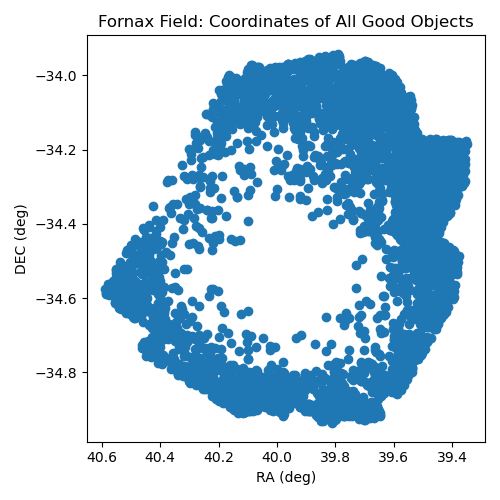 Fornax Field: Coordinates of All Good Objects
−34.0
−34.2
−34.4
−34.6
−34.8
DEC (deg)
40.6 40.4 40.2 40.0 39.8 39.6 39.4
RA (deg)